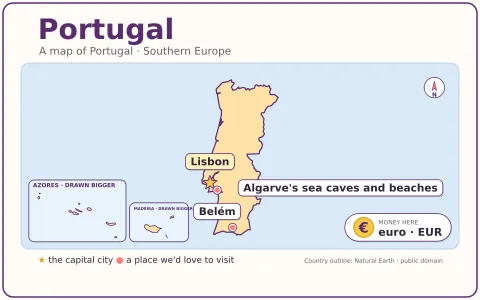 Portugal
A map of Portugal · Southern Europe
N
Lisbon
Algarve's sea caves and beaches
AZORES · DRAWN BIGGER
MADEIRA · DRAWN BIGGER
Belém
MONEY HERE
€
euro · EUR
★ the capital city ● a place we'd love to visit
Country outline: Natural Earth · public domain